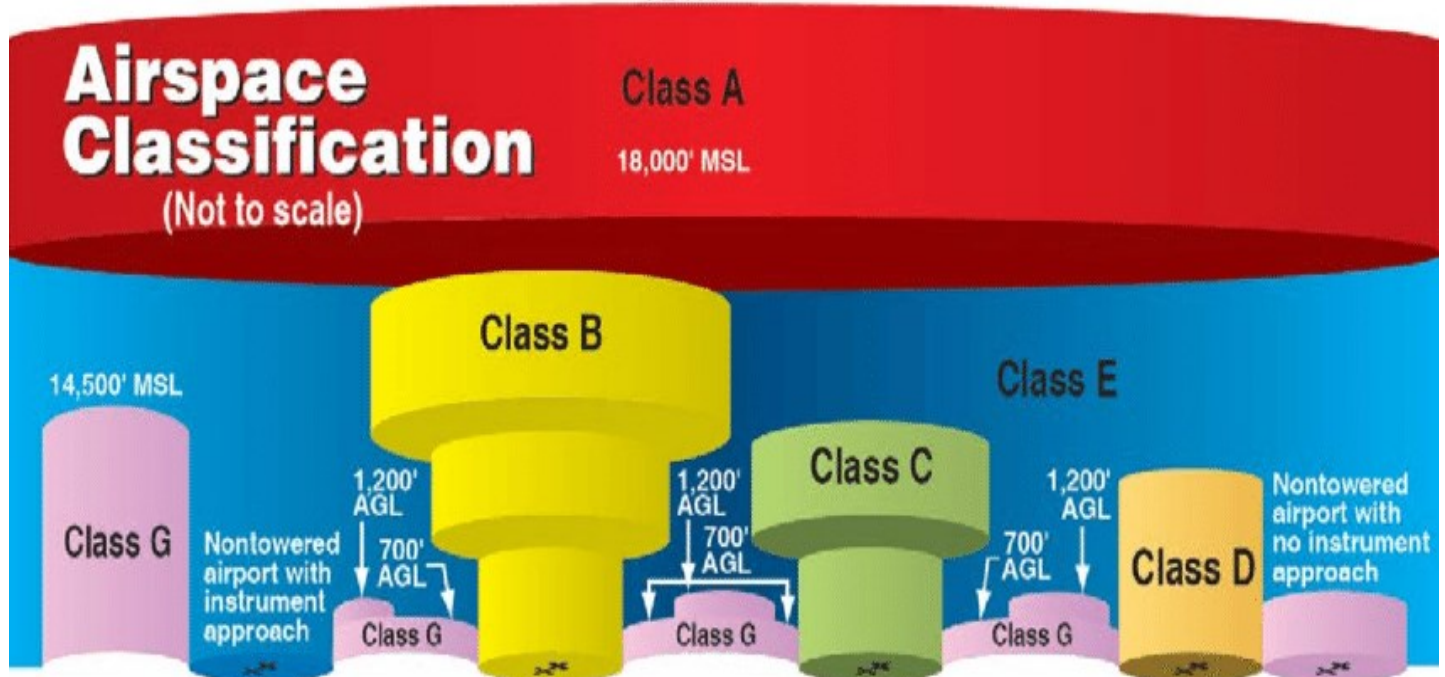 Airspace
Classification
(Not to scale)
Class A
18,000' MSL
Class B
14,500' MSL
Class E
Class C
1,200'
AGL
1,200'
AGL
1,200'
AGL
Nontowered
airport with
no instrument
approach
Class G
Nontowered
airport with
instrument
approach
700'
AGL
700'
AGL
700'
AGL
Class D
Class G
Class G
Class G